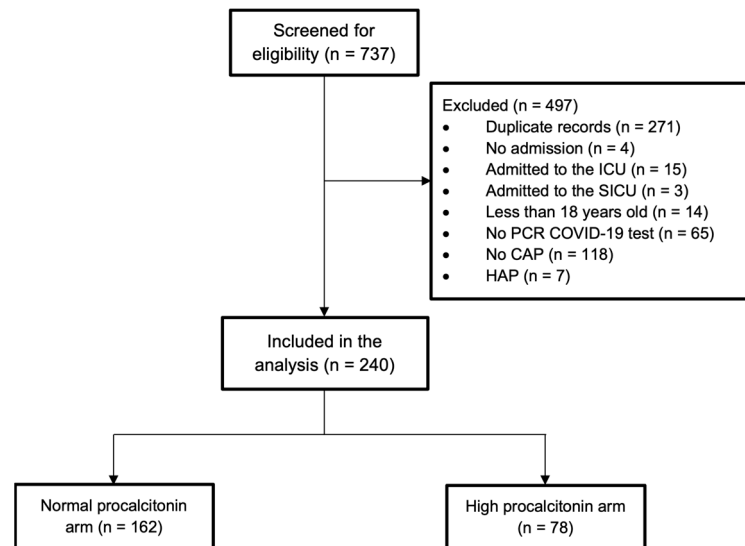 Screened for
eligibility (n = 737)
Excluded (n = 497)
• Duplicate records (n = 271)
• No admission (n = 4)
• Admitted to the ICU (n = 15)
• Admitted to the SICU (n = 3)
• Less than 18 years old (n = 14)
• No PCR COVID-19 test (n = 65)
• No CAP (n = 118)
• HAP (n = 7)
Included in the
analysis (n = 240)
Normal procalcitonin
arm (n = 162)
High procalcitonin arm
(n = 78)